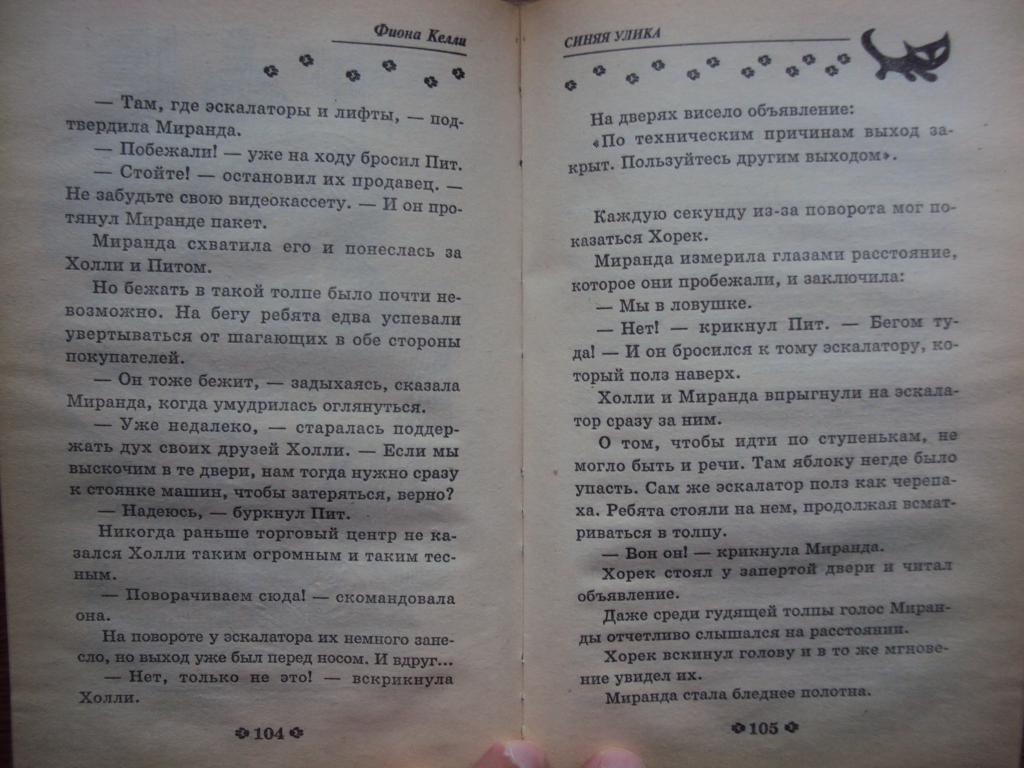 Фиона Келли
— Там, где эскалаторы и лифты, — под-
твердила Миранда.
— Побежали! — уже на ходу бросил Пит.
— Стойте! — остановил их продавец. —
Не забудьте свою видеокассету. — И он про-
тянул Миранде пакет.
Миранда схватила его и понеслась за
Холли и Питом.
Но бежать в такой толпе было почти не-
возможно. На бегу ребята едва успевали
увертываться от шагающих в обе стороны
покупателей.
— Он тоже бежит, — задыхаясь, сказала
Миранда, когда умудрилась оглянуться.
— Уже недалеко, — старалась поддер-
жать дух своих друзей Холли. — Если мы
выскочим в те двери, нам тогда нужно сразу
к стоянке машин, чтобы затеряться, верно?
— Надеюсь, — буркнул Пит.
Никогда раньше торговый центр не ка-
зался Холли таким огромным и таким тес-
ным.
— Поворачиваем сюда! — скомандовала
она.
На повороте у эскалатора их немного зане-
сло, но выход уже был перед носом. И вдруг...
— Нет, только не это! — вскрикнула
Холли.
104
СИНЯЯ УЛИКА
На дверях висело объявление:
«По техническим причинам выход за-
крыт. Пользуйтесь другим выходом».
Каждую секунду из-за поворота мог по-
казаться Хорек.
Миранда измерила глазами расстояние,
которое они пробежали, и заключила:
— Мы в ловушке.
— Нет! — крикнул Пит. — Бегом ту-
да! — И он бросился к тому эскалатору, ко-
торый полз наверх.
Холли и Миранда впрыгнули на эскала-
тор сразу за ним.
О том, чтобы идти по ступенькам, не
могло быть и речи. Там яблоку негде было
упасть. Сам же эскалатор полз как черепа-
ха. Ребята стояли на нем, продолжая всмат-
риваться в толпу.
— Вон он! — крикнула Миранда.
Хорек стоял у запертой двери и читал
объявление.
Даже среди гудящей толпы голос Миран-
ды отчетливо слышался на расстоянии.
Хорек вскинул голову и в то же мгнове-
ние увидел их.
Миранда стала бледнее полотна.
105